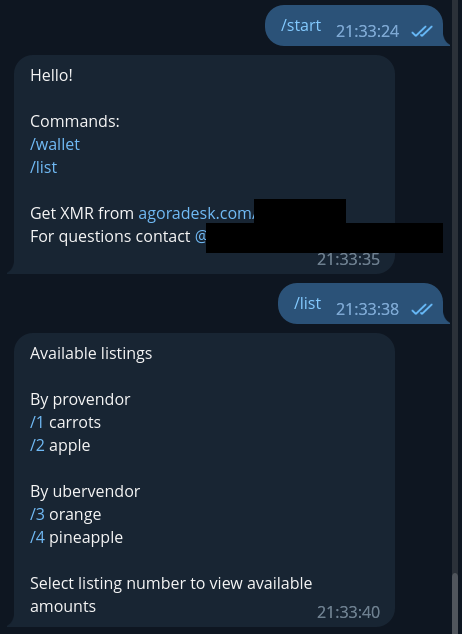 /start 21:33:24
Hello!
Commands:
/wallet
/list
Get XMR from agoradesk.com/
For questions contact @
21:33:35
/list 21:33:38
Available listings
By provendor
/1 carrots
/2 apple
By ubervendor
/3 orange
/4 pineapple
Select listing number to view available
amounts
21:33:40